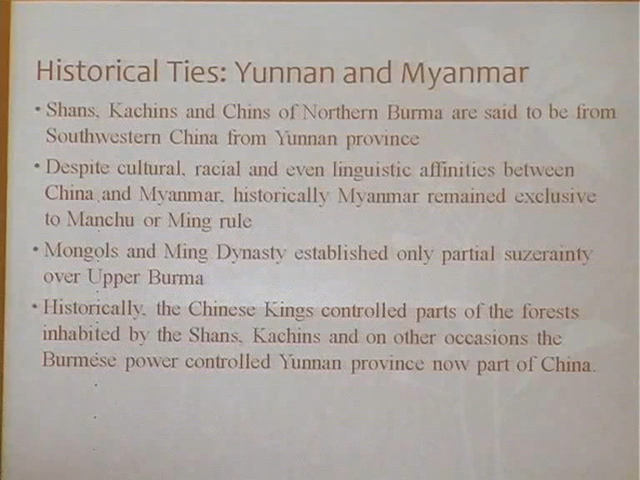 Historical Ties: Yunnan and Myanmar
• Shans, Kachins and Chins of Northern Burma are said to be from
Southwestern China from Yunnan province
• Despite cultural, racial and even linguistic affinities between
China and Myanmar, historically Myanmar remained exclusive
to Manchu or Ming rule
• Mongols and Ming Dynasty established only partial suzerainty
over Upper Burma
• Historically, the Chinese Kings controlled parts of the forests
inhabited by the Shans, Kachins and on other occasions the
Burmese power controlled Yunnan province now part of China.